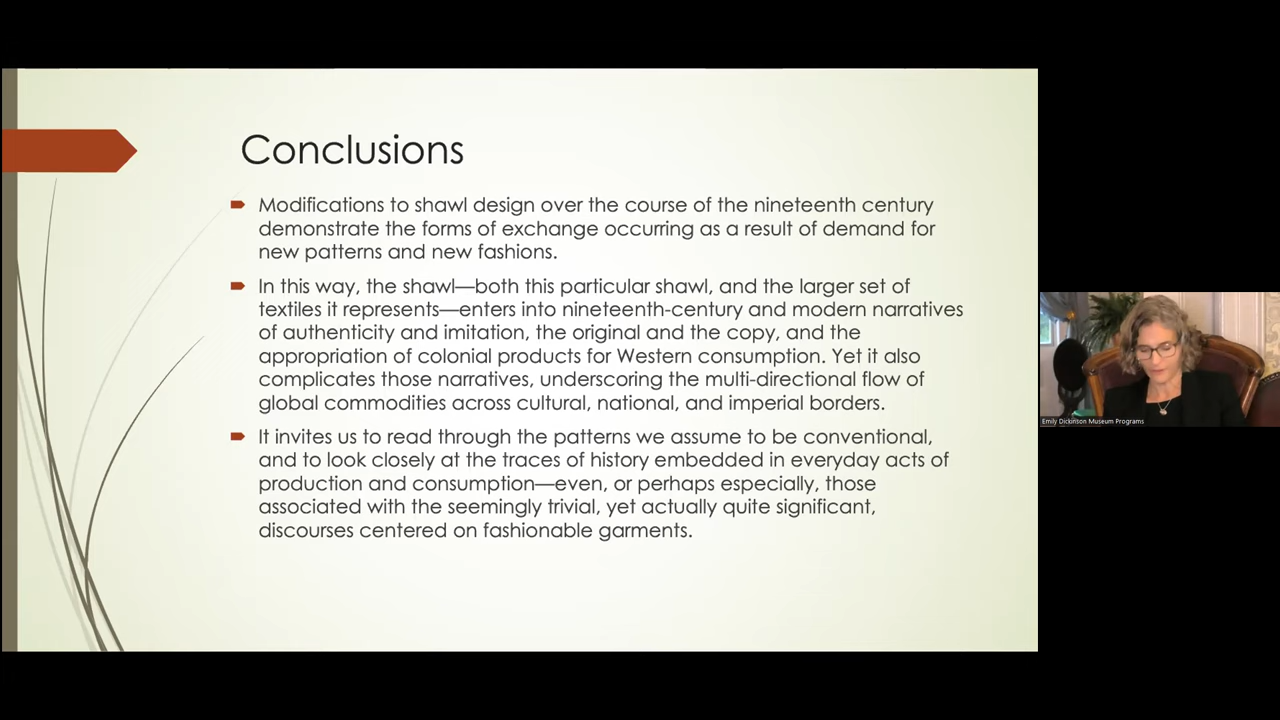 Conclusions
Modifications to shawl design over the course of the nineteenth century
demonstrate the forms of exchange occurring as a result of demand for
new patterns and new fashions.
In this way, the shawl—both this particular shawl, and the larger set of
textiles it represents—enters into nineteenth-century and modern narratives
of authenticity and imitation, the original and the copy, and the
appropriation of colonial products for Western consumption. Yet it also
complicates those narratives, underscoring the multi-directional flow of
global commodities across cultural, national, and imperial borders.
It invites us to read through the patterns we assume to be conventional,
and to look closely at the traces of history embedded in everyday acts of
production and consumption—even, or perhaps especially, those
associated with the seemingly trivial, yet actually quite significant,
discourses centered on fashionable garments.
Emily Dickinson Museum Programs